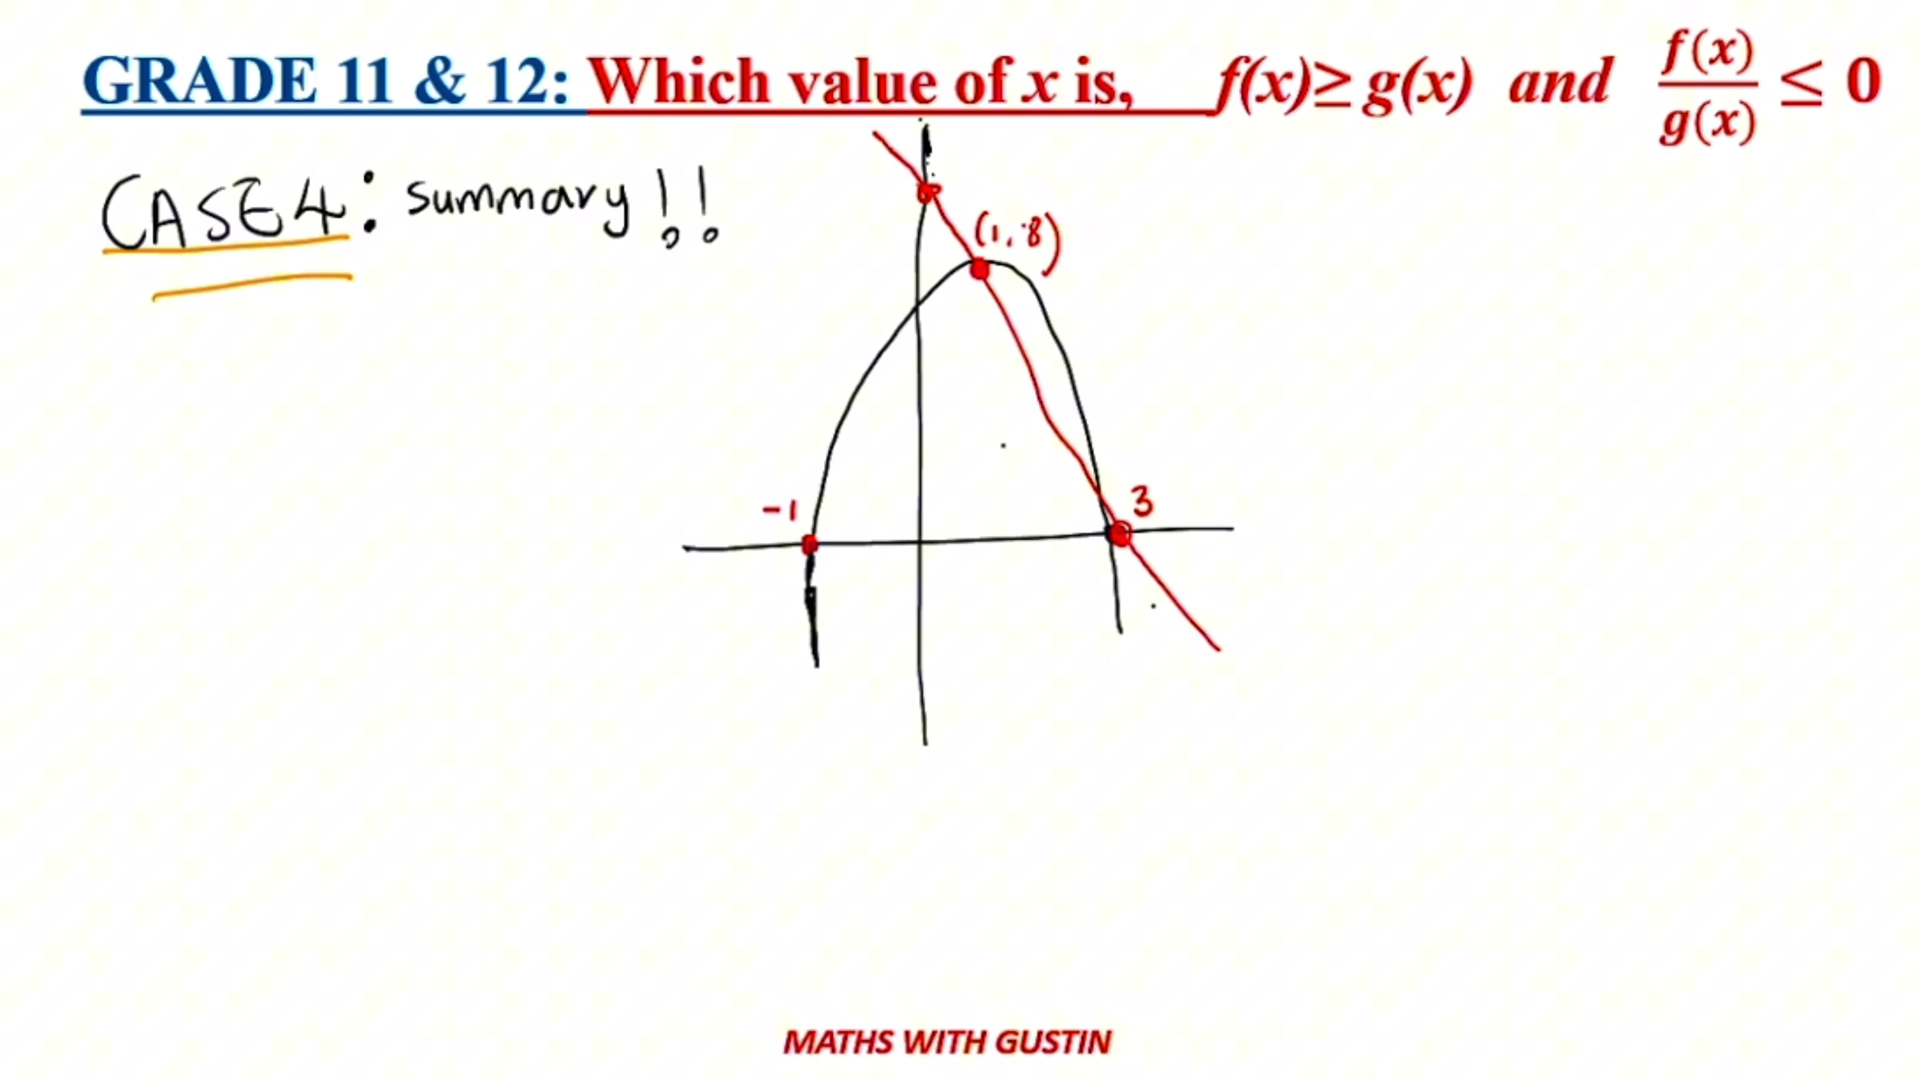 GRADE 11 & 12: Which value of x is, f(x)≥ g(x) and f(x)/g(x) ≤ 0
CASE 4: summary!!
(1, 8)
-1
3
MATHS WITH GUSTIN